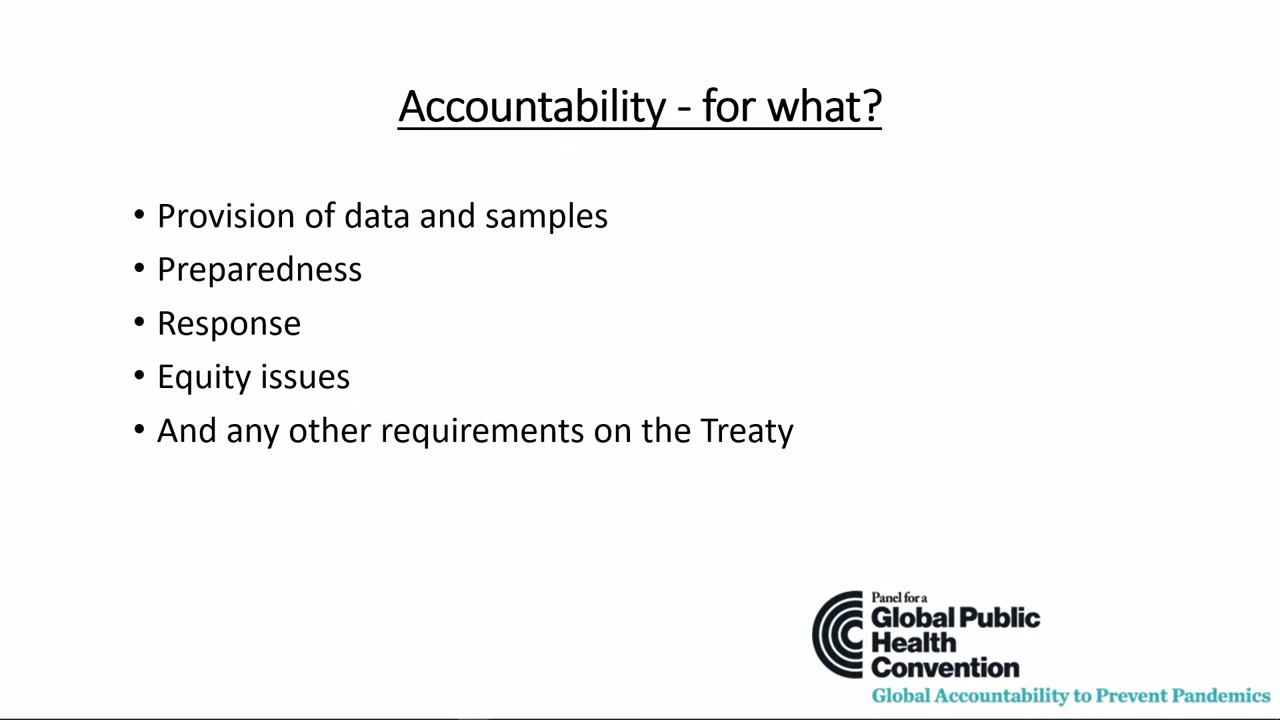 Accountability - for what?
• Provision of data and samples
• Preparedness
• Response
• Equity issues
• And any other requirements on the Treaty
Panel for a
Global Public
Health
Convention
Global Accountability to Prevent Pandemics